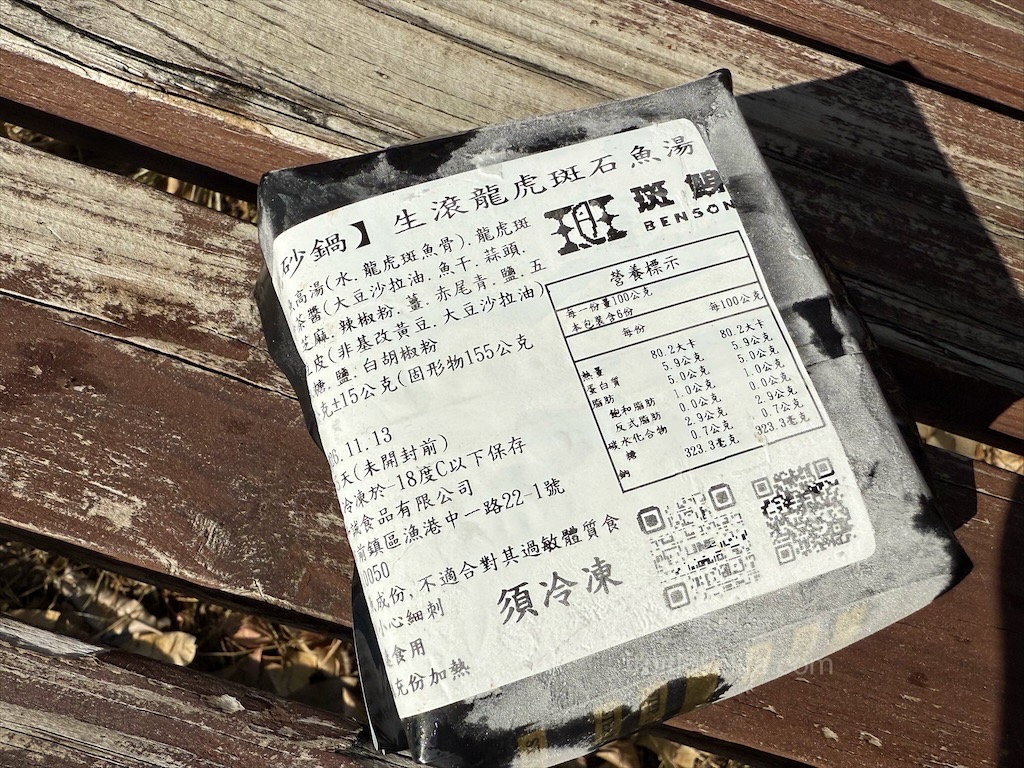 砂鍋】 生滾龍虎斑石魚湯
高湯(水、龍虎斑魚骨)、龍虎斑
茶醬(大豆沙拉油、魚干、蒜頭、
芝麻、辣椒粉、薑、赤尾青、鹽、五
皮(非基改黃豆、大豆沙拉油)
糖、鹽、白胡椒粉
克±15公克(固形物155公克
.11.13
天(未開封前)
冷凍於-18度C以下保存
食品有限公司
前鎮區漁港中一路22-1號
050
成份,不適合對其過敏體質食
小心細刺
食用
充份加熱
須冷凍
斑
BENSON
營養標示
每一份量100公克
本包裝含6份
每份 每100公克
熱量 80.2大卡 80.2大卡
蛋白質 5.9公克 5.9公克
脂肪 5.0公克 5.0公克
飽和脂肪 1.0公克 1.0公克
反式脂肪 0.0公克 0.0公克
碳水化合物 2.9公克 2.9公克
糖 0.7公克 0.7公克
鈉 323.3毫克 323.3毫克
LINE